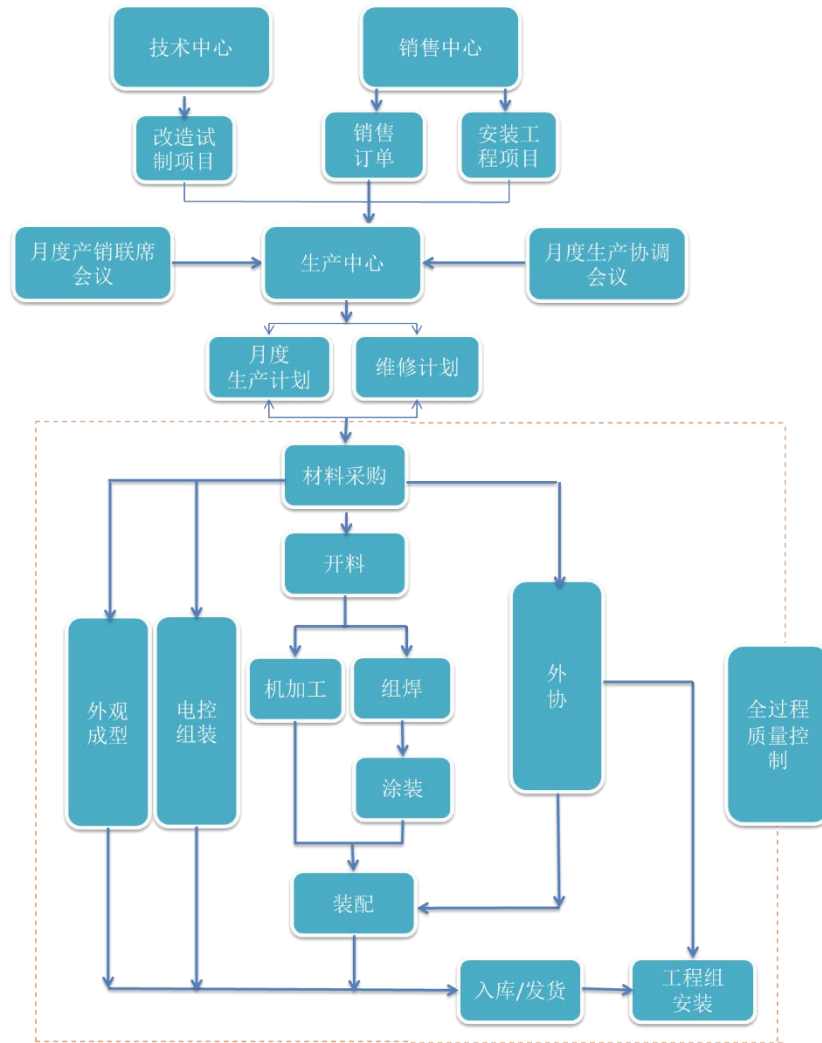 技术中心
销售中心
改造试
制项目
销售
订单
安装工
程项目
月度产销联席
会议
生产中心
月度生产协调
会议
月度
生产计划
维修计划
材料采购
开料
外观
成型
电控
组装
机加工
组焊
外
协
全过程
质量控
制
涂装
装配
入库/发货
工程组
安装